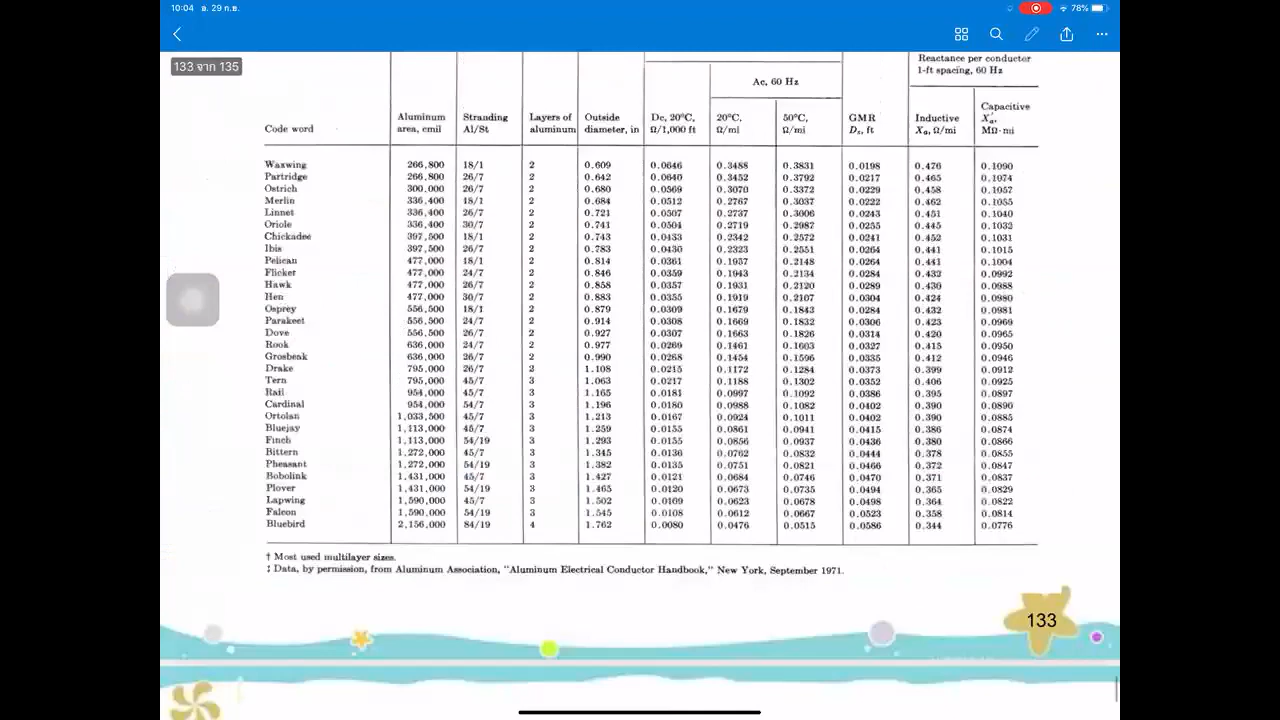 10:04 อ. 29 ก.ย.
78%
133 จาก 135
Reactance per conductor
1-ft spacing, 60 Hz
Ac, 60 Hz
Code word Aluminum area, cmil Stranding Al/St Layers of aluminum Outside diameter, in Dc, 20°C, Ω/1,000 ft 20°C, Ω/mi 50°C, Ω/mi GMR Ds, ft Inductive Xa, Ω/mi Capacitive X'a, MΩ·mi
Waxwing 266,800 18/1 2 0.609 0.0646 0.3488 0.3831 0.0198 0.476 0.1090
Partridge 266,800 26/7 2 0.642 0.0640 0.3452 0.3792 0.0217 0.465 0.1074
Ostrich 300,000 26/7 2 0.680 0.0569 0.3070 0.3372 0.0229 0.458 0.1057
Merlin 336,400 18/1 2 0.684 0.0512 0.2767 0.3037 0.0222 0.462 0.1055
Linnet 336,400 26/7 2 0.721 0.0507 0.2737 0.3006 0.0243 0.451 0.1040
Oriole 336,400 30/7 2 0.741 0.0504 0.2719 0.2987 0.0255 0.445 0.1032
Chickadee 397,500 18/1 2 0.743 0.0433 0.2342 0.2572 0.0241 0.452 0.1031
Ibis 397,500 26/7 2 0.783 0.0430 0.2323 0.2551 0.0264 0.441 0.1015
Pelican 477,000 18/1 2 0.814 0.0361 0.1957 0.2148 0.0264 0.441 0.1004
Flicker 477,000 24/7 2 0.846 0.0359 0.1943 0.2134 0.0284 0.432 0.0992
Hawk 477,000 26/7 2 0.858 0.0357 0.1931 0.2120 0.0289 0.430 0.0988
Hen 477,000 30/7 2 0.883 0.0355 0.1919 0.2107 0.0304 0.424 0.0980
Osprey 556,500 18/1 2 0.879 0.0309 0.1679 0.1843 0.0284 0.432 0.0981
Parakeet 556,500 24/7 2 0.914 0.0308 0.1669 0.1832 0.0306 0.423 0.0969
Dove 556,500 26/7 2 0.927 0.0307 0.1663 0.1826 0.0314 0.420 0.0965
Rook 636,000 24/7 2 0.977 0.0269 0.1461 0.1603 0.0327 0.415 0.0950
Grosbeak 636,000 26/7 2 0.990 0.0268 0.1454 0.1596 0.0335 0.412 0.0946
Drake 795,000 26/7 2 1.108 0.0215 0.1172 0.1284 0.0373 0.399 0.0912
Tern 795,000 45/7 3 1.063 0.0217 0.1188 0.1302 0.0352 0.406 0.0925
Rail 954,000 45/7 3 1.165 0.0181 0.0997 0.1092 0.0386 0.395 0.0897
Cardinal 954,000 54/7 3 1.196 0.0180 0.0988 0.1082 0.0402 0.390 0.0890
Ortolan 1,033,500 45/7 3 1.213 0.0167 0.0924 0.1011 0.0402 0.390 0.0885
Bluejay 1,113,000 45/7 3 1.259 0.0155 0.0861 0.0941 0.0415 0.386 0.0874
Finch 1,113,000 54/19 3 1.293 0.0155 0.0856 0.0937 0.0436 0.380 0.0866
Bittern 1,272,000 45/7 3 1.345 0.0136 0.0762 0.0832 0.0444 0.378 0.0855
Pheasant 1,272,000 54/19 3 1.382 0.0135 0.0751 0.0821 0.0466 0.372 0.0847
Bobolink 1,431,000 45/7 3 1.427 0.0121 0.0684 0.0746 0.0470 0.371 0.0837
Plover 1,431,000 54/19 3 1.465 0.0120 0.0673 0.0735 0.0494 0.365 0.0829
Lapwing 1,590,000 45/7 3 1.502 0.0109 0.0623 0.0678 0.0498 0.364 0.0822
Falcon 1,590,000 54/19 3 1.545 0.0108 0.0612 0.0667 0.0523 0.358 0.0814
Bluebird 2,156,000 84/19 4 1.762 0.0080 0.0476 0.0515 0.0586 0.344 0.0776
† Most used multilayer sizes.
‡ Data, by permission, from Aluminum Association, "Aluminum Electrical Conductor Handbook," New York, September 1971.
133